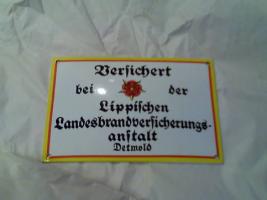 Versichert
bei der
Lippischen
Landesbrandversicherungs-
anstalt
Detmold